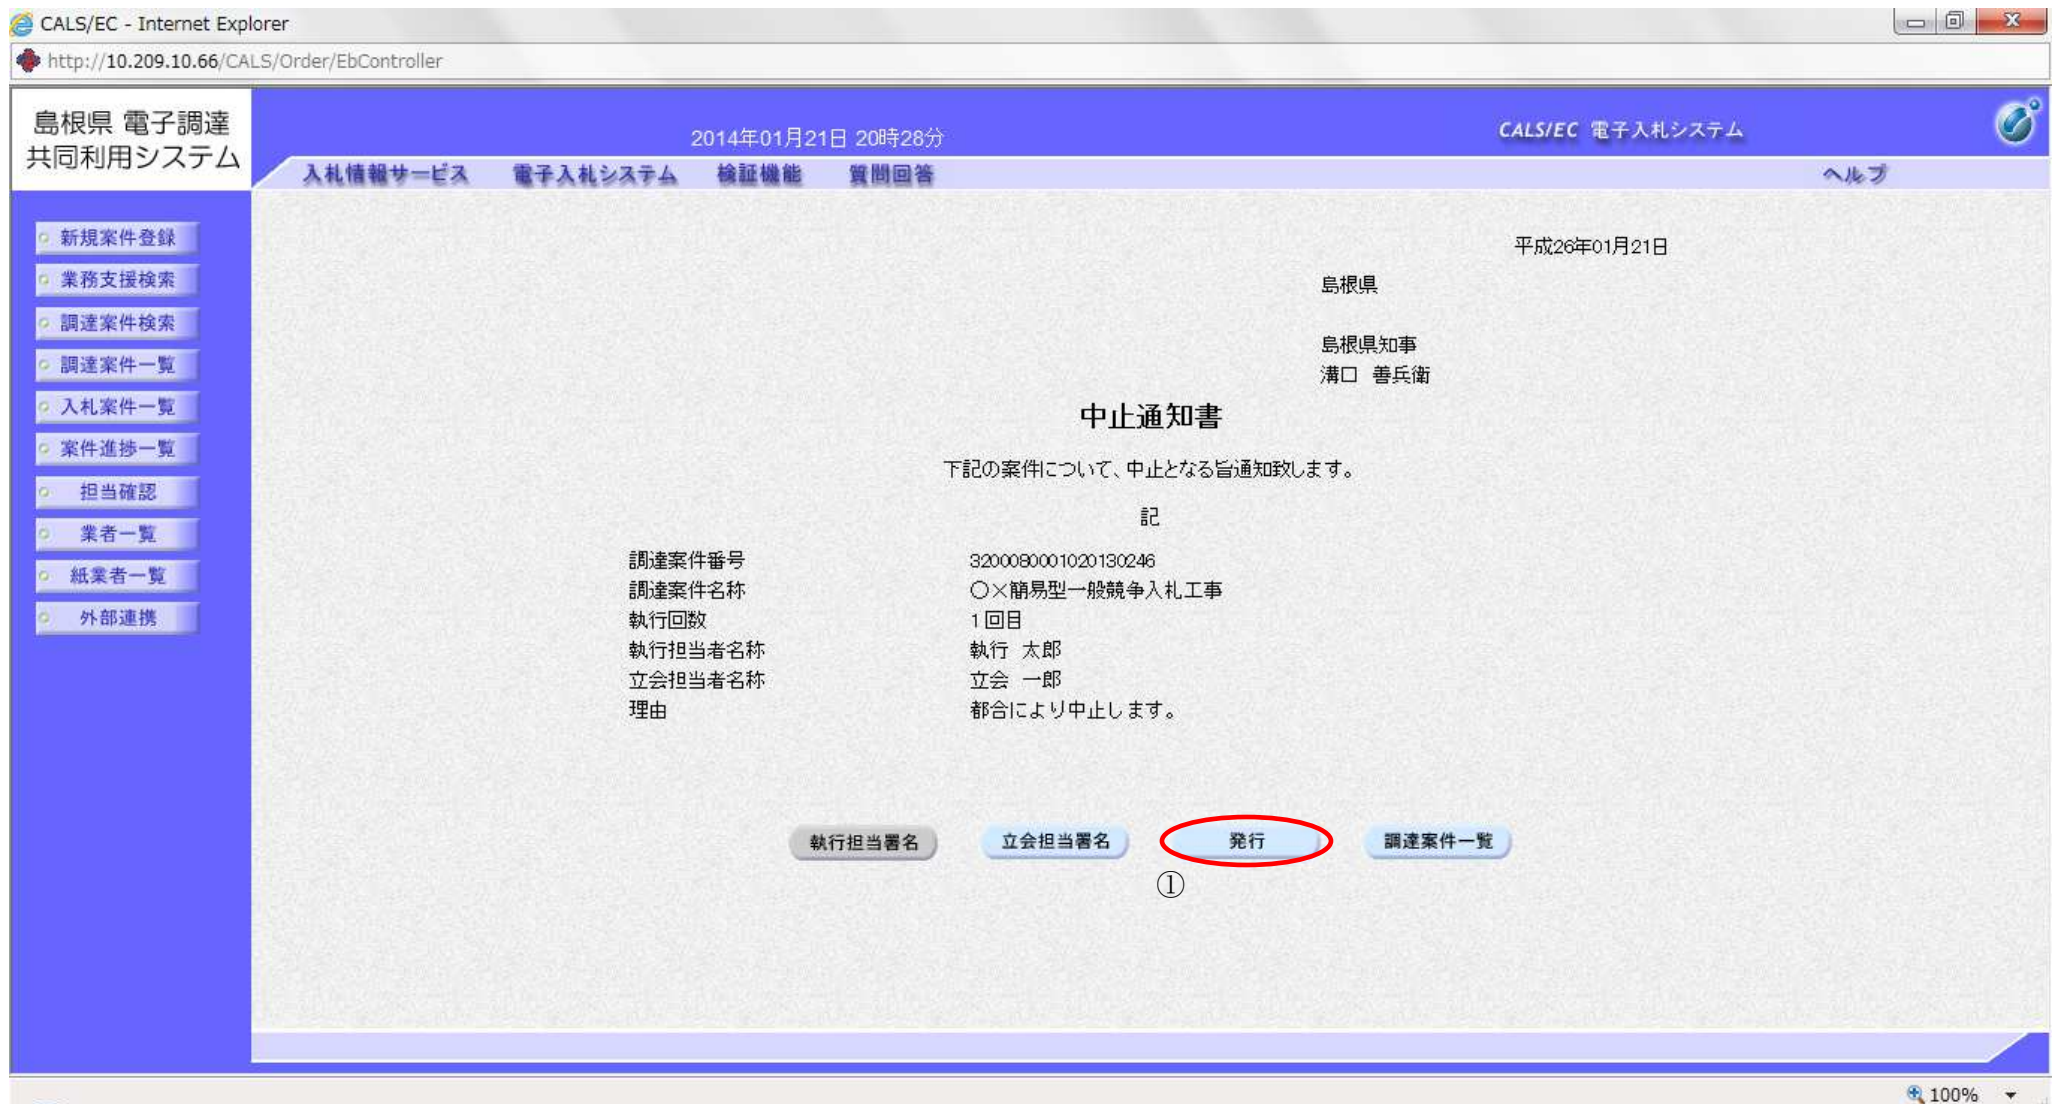 CALS/EC - Internet Explorer
http://10.209.10.66/CALS/Order/EbController
島根県 電子調達
共同利用システム
2014年01月21日 20時28分
CALS/EC 電子入札システム
入札情報サービス 電子入札システム 検証機能 質問回答 ヘルプ
新規案件登録
業務支援検索
調達案件検索
調達案件一覧
入札案件一覧
案件進捗一覧
担当確認
業者一覧
紙業者一覧
外部連携
平成26年01月21日
島根県
島根県知事
溝口 善兵衛
中止通知書
下記の案件について、中止となる旨通知致します。
記
調達案件番号 3200080001020130246
調達案件名称 ○×簡易型一般競争入札工事
執行回数 1回目
執行担当者名称 執行 太郎
立会担当者名称 立会 一郎
理由 都合により中止します。
執行担当署名 立会担当署名 発行 調達案件一覧
①
100%